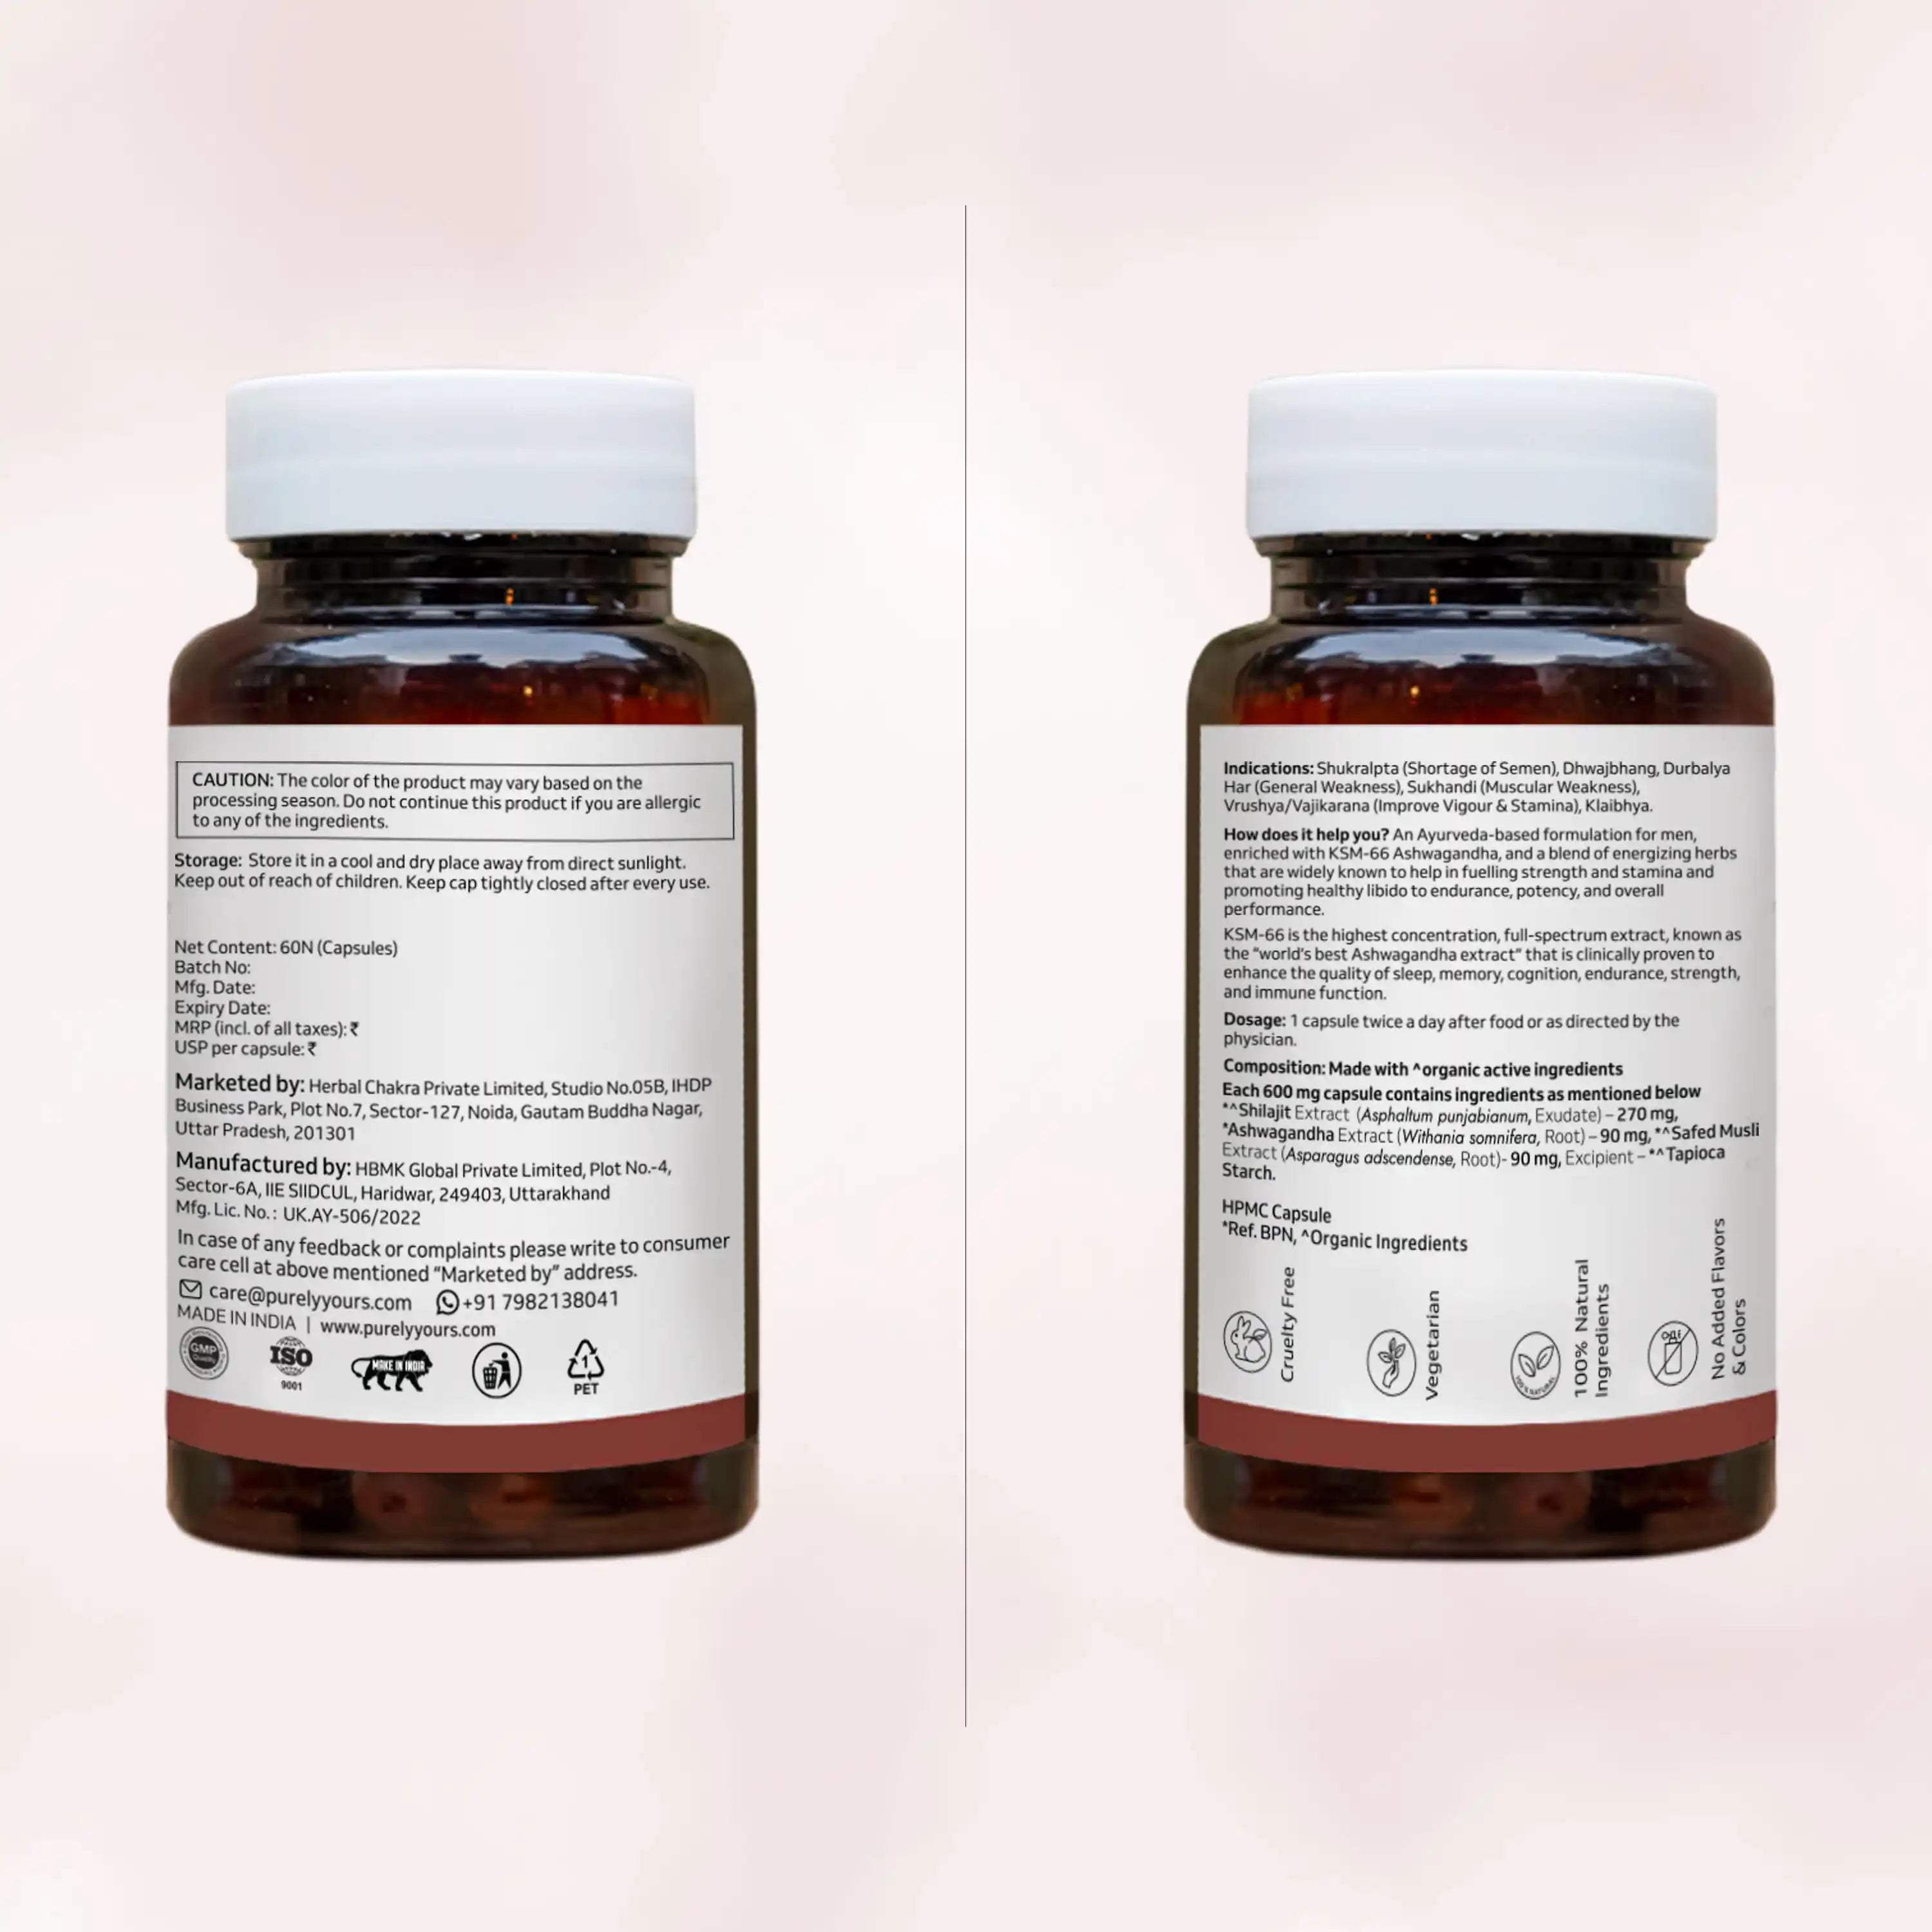 CAUTION: The color of the product may vary based on the
processing season. Do not continue this product if you are allergic
to any of the ingredients.
Storage: Store it in a cool and dry place away from direct sunlight.
Keep out of reach of children. Keep cap tightly closed after every use.
Net Content: 60N (Capsules)
Batch No:
Mfg. Date:
Expiry Date:
MRP (incl. of all taxes): ₹
USP per capsule: ₹
Marketed by: Herbal Chakra Private Limited, Studio No.05B, IHDP
Business Park, Plot No.7, Sector-127, Noida, Gautam Buddha Nagar,
Uttar Pradesh, 201301
Manufactured by: HBMK Global Private Limited, Plot No.-4,
Sector-6A, IIE SIIDCUL, Haridwar, 249403, Uttarakhand
Mfg. Lic. No.: UK.AY-506/2022
In case of any feedback or complaints please write to consumer
care cell at above mentioned “Marketed by” address.
care@purelyyours.com +91 7982138041
MADE IN INDIA | www.purelyyours.com
GMP
Quality
ISO
9001
MAKE IN INDIA
1
PET
Indications: Shukralpta (Shortage of Semen), Dhwajbhang, Durbalya
Har (General Weakness), Sukhandi (Muscular Weakness),
Vrushya/Vajikarana (Improve Vigour & Stamina), Klaibhya.
How does it help you? An Ayurveda-based formulation for men,
enriched with KSM-66 Ashwagandha, and a blend of energizing herbs
that are widely known to help in fuelling strength and stamina and
promoting healthy libido to endurance, potency, and overall
performance.
KSM-66 is the highest concentration, full-spectrum extract, known as
the “world's best Ashwagandha extract” that is clinically proven to
enhance the quality of sleep, memory, cognition, endurance, strength,
and immune function.
Dosage: 1 capsule twice a day after food or as directed by the
physician.
Composition: Made with ^organic active ingredients
Each 600 mg capsule contains ingredients as mentioned below
*^Shilajit Extract (Asphaltum punjabianum, Exudate) – 270 mg,
*Ashwagandha Extract (Withania somnifera, Root) – 90 mg, *^Safed Musli
Extract (Asparagus adscendense, Root)- 90 mg, Excipient – *^Tapioca
Starch.
HPMC Capsule
*Ref. BPN, ^Organic Ingredients
Cruelty Free
Vegetarian
100% NATURAL
100% Natural
Ingredients
No Added Flavors
& Colors